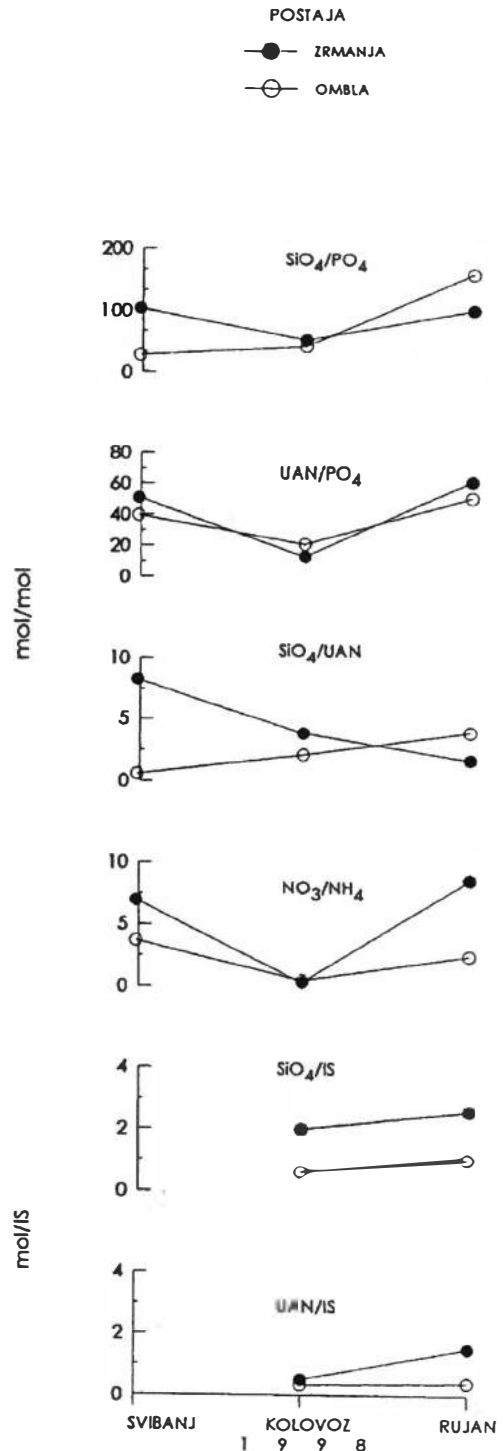 POSTAJA
ZRMANJA
OMBLA
200
SiO4/PO4
100
0
80
UAN/PO4
60
40
20
0
mol/mol
10
SiO4/UAN
5
0
10
NO3/NH4
5
0
4
SiO4/IS
2
0
mol/IS
4
UAN/IS
2
0
SVIBANJ KOLOVOZ RUJAN
1 9 9 8